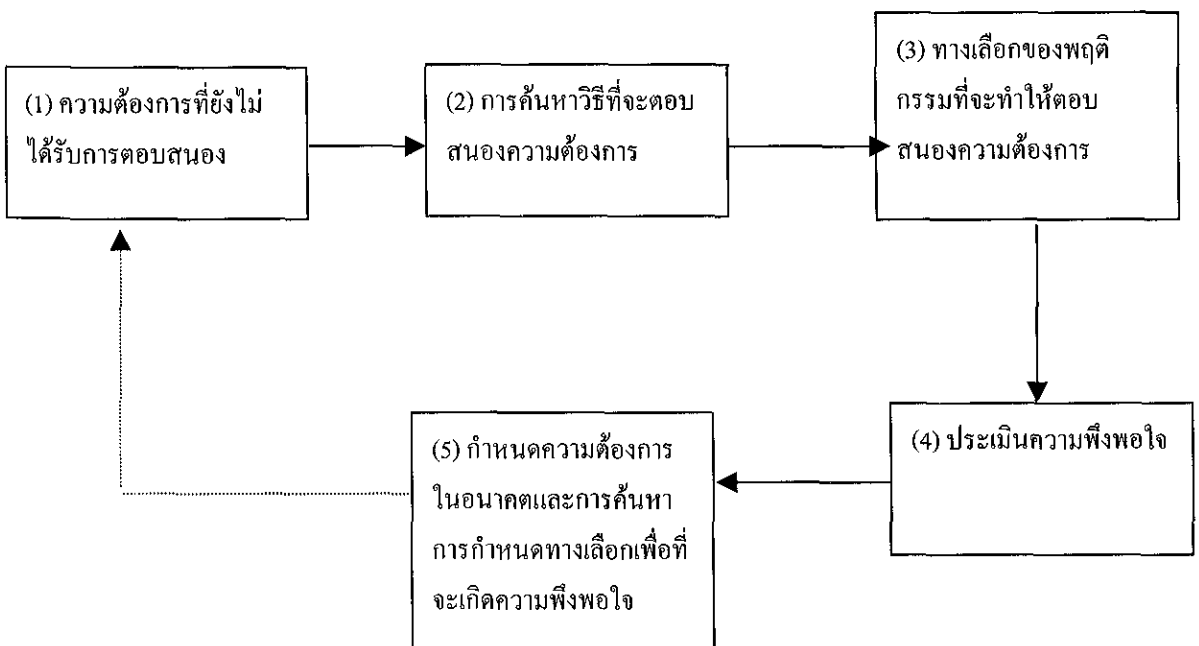 (1) ความต้องการที่ยังไม่
ได้รับการตอบสนอง
(2) การค้นหาวิธีที่จะตอบ
สนองความต้องการ
(3) ทางเลือกของพฤติ
กรรมที่จะทำให้ตอบ
สนองความต้องการ
(4) ประเมินความพึงพอใจ
(5) กำหนดความต้องการ
ในอนาคตและการค้นหา
การกำหนดทางเลือกเพื่อที่
จะเกิดความพึงพอใจ